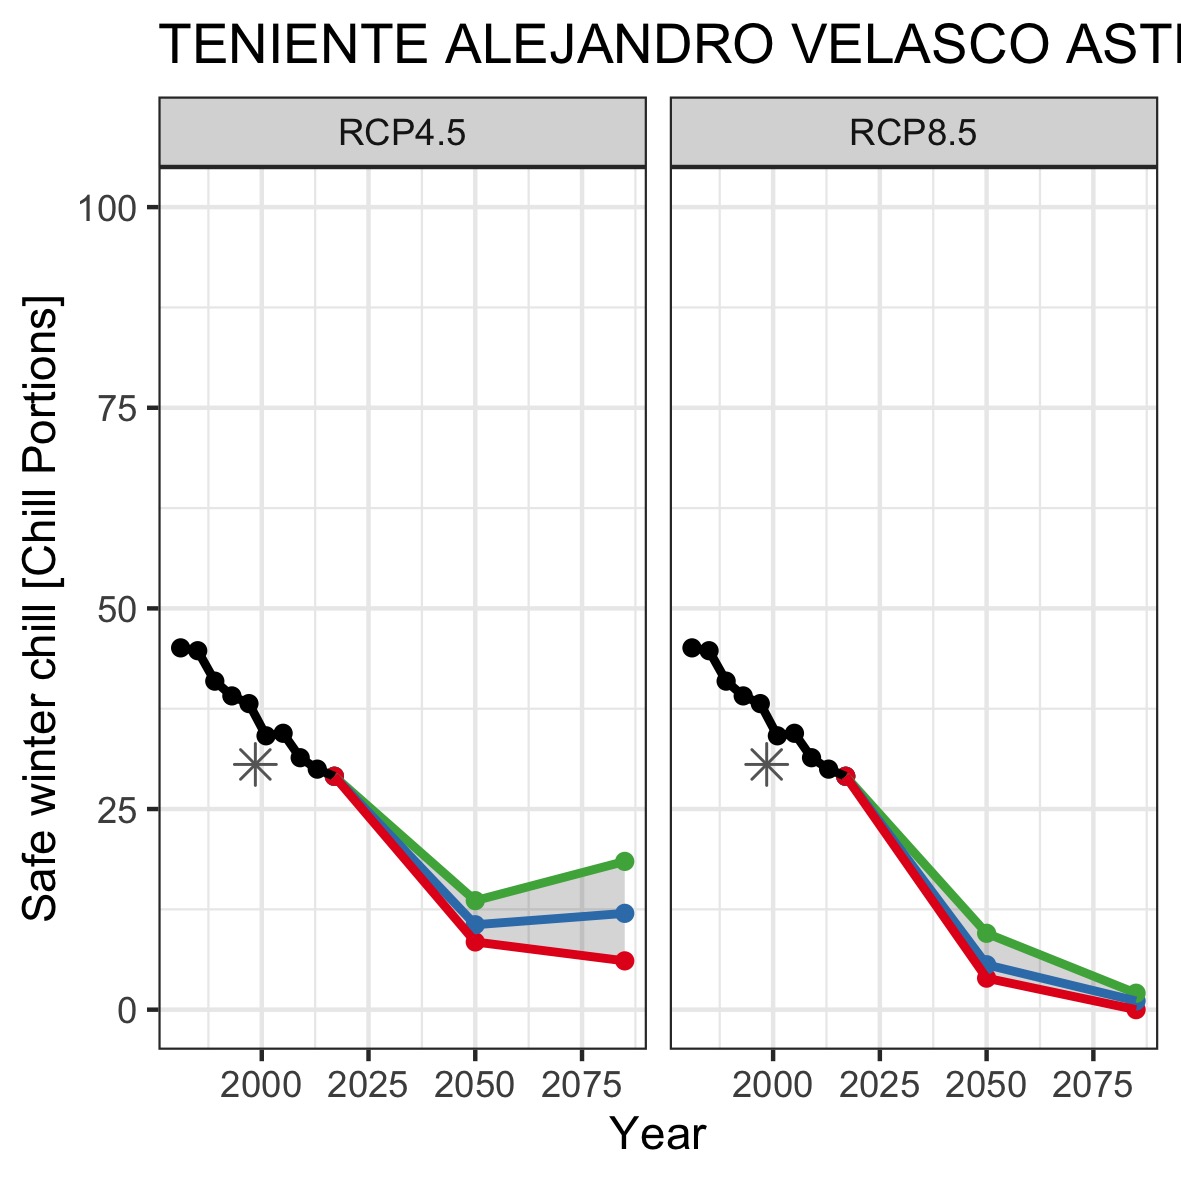 TENIENTE ALEJANDRO VELASCO
RCP4.5
RCP8.5
Safe winter chill [Chill Portions]
100
75
50
25
0
2000 2025 2050 2075
2000 2025 2050 2075
Year